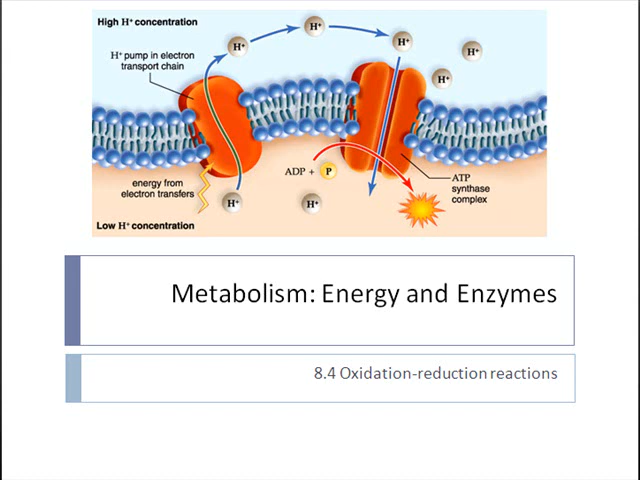 High H⁺ concentration
H⁺ pump in electron
transport chain
H⁺
H⁺
H⁺
H⁺
H⁺
ADP +
P
energy from
electron transfers
ATP
synthase
complex
H⁺
H⁺
Low H⁺ concentration
Metabolism: Energy and Enzymes
8.4 Oxidation-reduction reactions